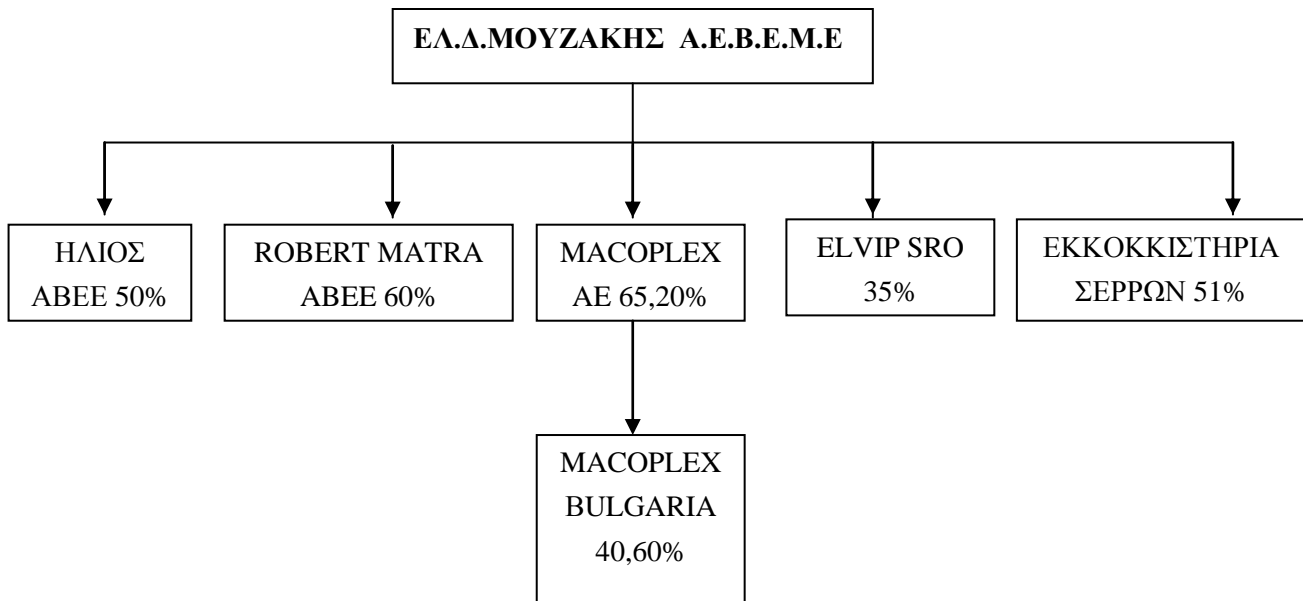 ΕΛ.Δ.ΜΟΥΖΑΚΗΣ Α.Ε.Β.Ε.Μ.Ε
ΗΛΙΟΣ
ΑΒΕΕ 50%
ROBERT MATRA
ΑΒΕΕ 60%
MACOPLEX
ΑΕ 65,20%
ELVIP SRO
35%
ΕΚΚΟΚΚΙΣΤΗΡΙΑ
ΣΕΡΡΩΝ 51%
MACOPLEX
BULGARIA
40,60%